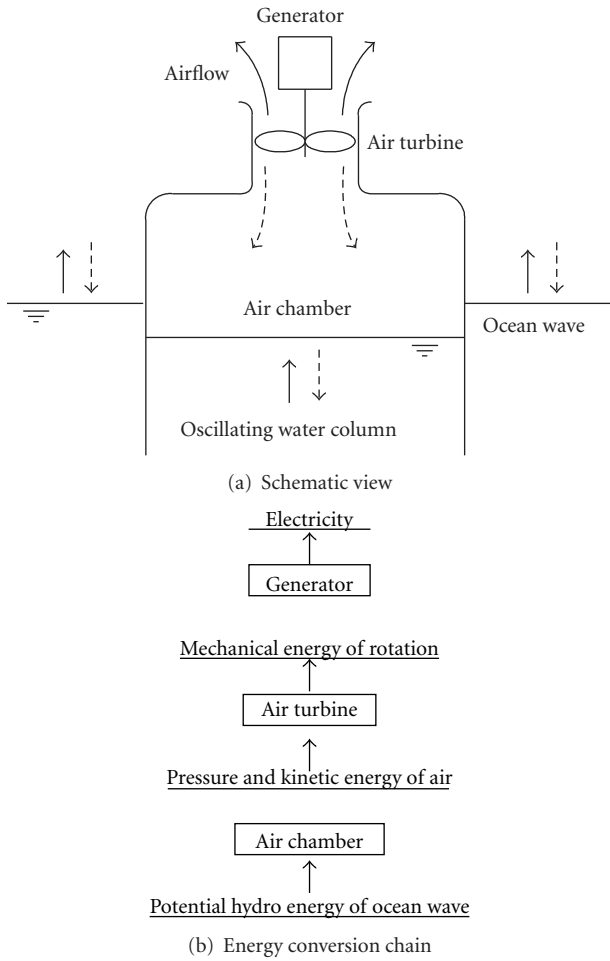 Generator
Airflow
Air turbine
Air chamber
Ocean wave
Oscillating water column
(a) Schematic view
Electricity
Generator
Mechanical energy of rotation
Air turbine
Pressure and kinetic energy of air
Air chamber
Potential hydro energy of ocean wave
(b) Energy conversion chain